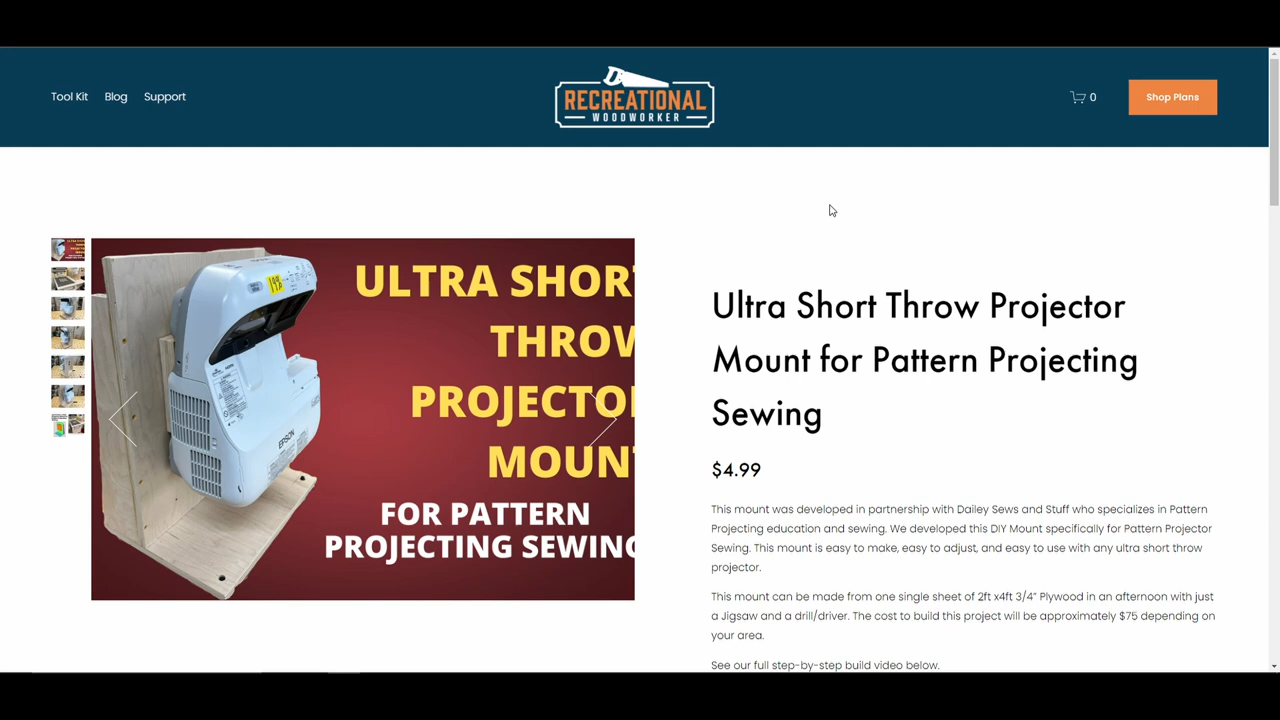 Tool Kit Blog Support
RECREATIONAL
WOODWORKER
0
Shop Plans
ULTRA SHORT
THROW
PROJECTOR
MOUNT
FOR PATTERN
PROJECTING SEWING
EPSON
Ultra Short Throw Projector
Mount for Pattern Projecting
Sewing
$4.99
This mount was developed in partnership with Dailey Sews and Stuff who specializes in Pattern
Projecting education and sewing. We developed this DIY Mount specifically for Pattern Projector
Sewing. This mount is easy to make, easy to adjust, and easy to use with any ultra short throw
projector.
This mount can be made from one single sheet of 2ft x4ft 3/4" Plywood in an afternoon with just
a Jigsaw and a drill/driver. The cost to build this project will be approximately $75 depending on
your area.
See our full step-by-step build video below.